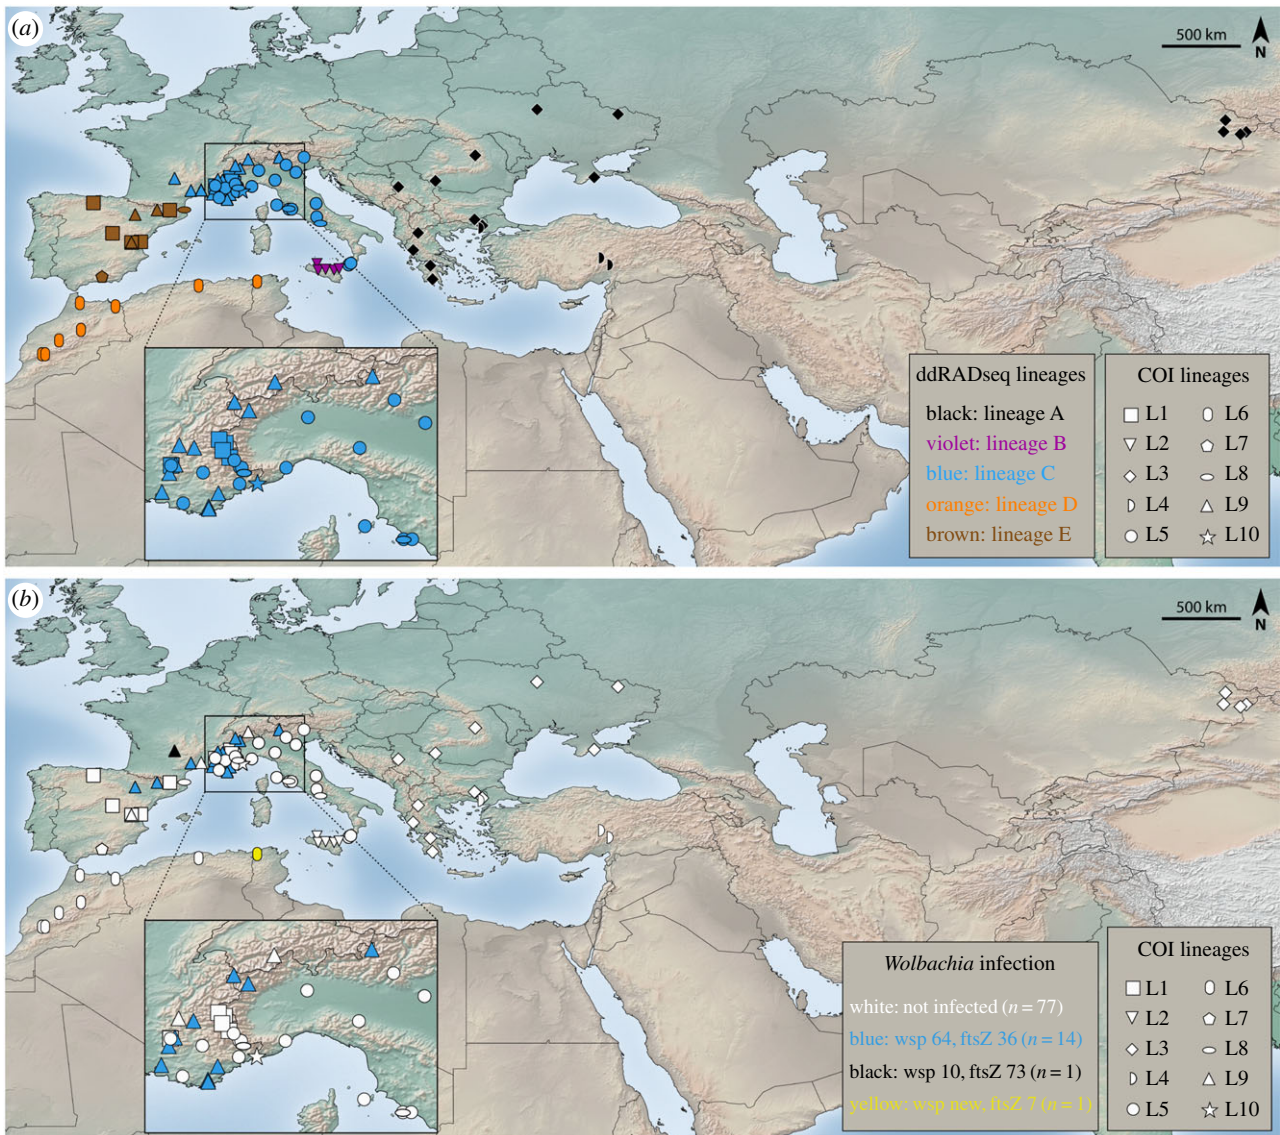 (a)
500 km
N
ddRADseq lineages
black: lineage A
violet: lineage B
blue: lineage C
orange: lineage D
brown: lineage E
COI lineages
L1 L6
L2 L7
L3 L8
L4 L9
L5 L10
(b)
500 km
N
Wolbachia infection
white: not infected (n = 77)
blue: wsp 64, ftsZ 36 (n = 14)
black: wsp 10, ftsZ 73 (n = 1)
yellow: wsp new, ftsZ 7 (n = 1)
COI lineages
L1 L6
L2 L7
L3 L8
L4 L9
L5 L10